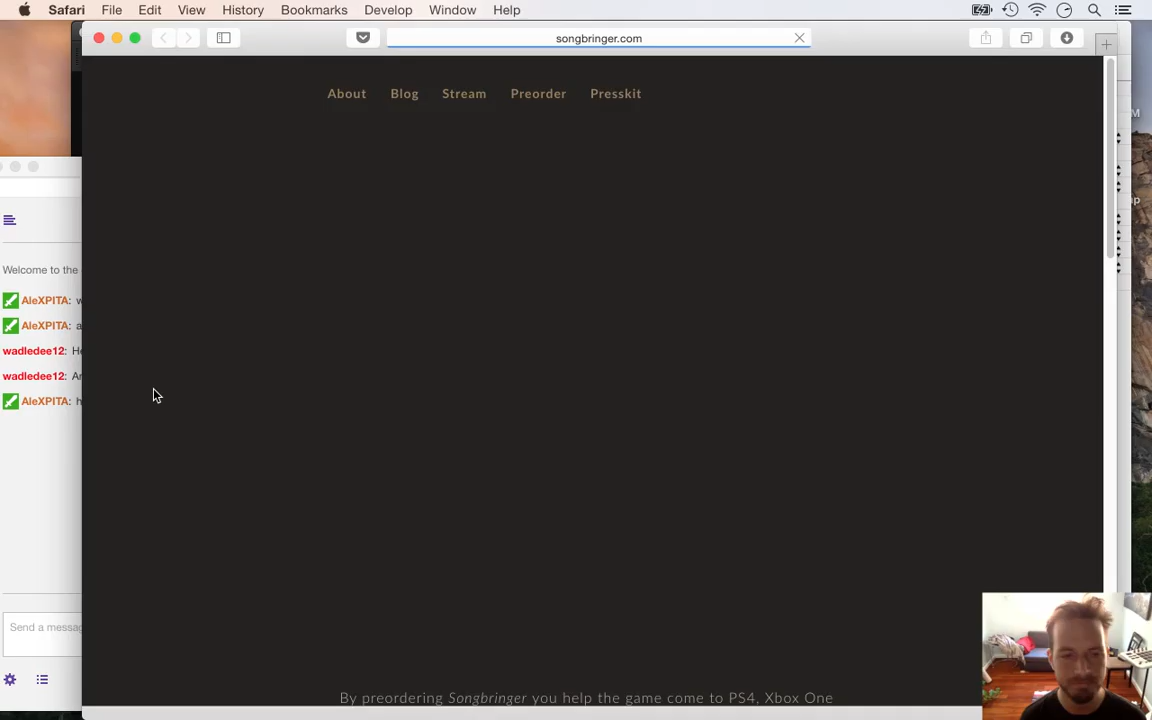 Safari File Edit View History Bookmarks Develop Window Help
songbringer.com
About Blog Stream Preorder Presskit
Welcome to the
AleXPITA:
AleXPITA:
wadledee12:
wadledee12:
AleXPITA:
Send a messag
By preordering Songbringer you help the game come to PS4, Xbox One